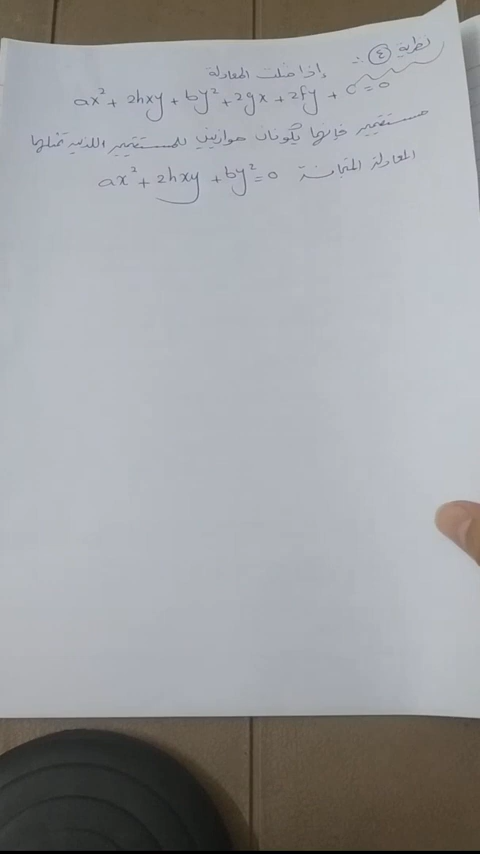 نظرية ④ :-
إذا مثلت المعادلة
ax² + 2hxy + by² + 2gx + 2fy + c = 0
مستقيمين فإنهما يكونان موازيين للمستقيمين اللذين تمثلهما
المعادلة المتجانسة ax² + 2hxy + by² = 0